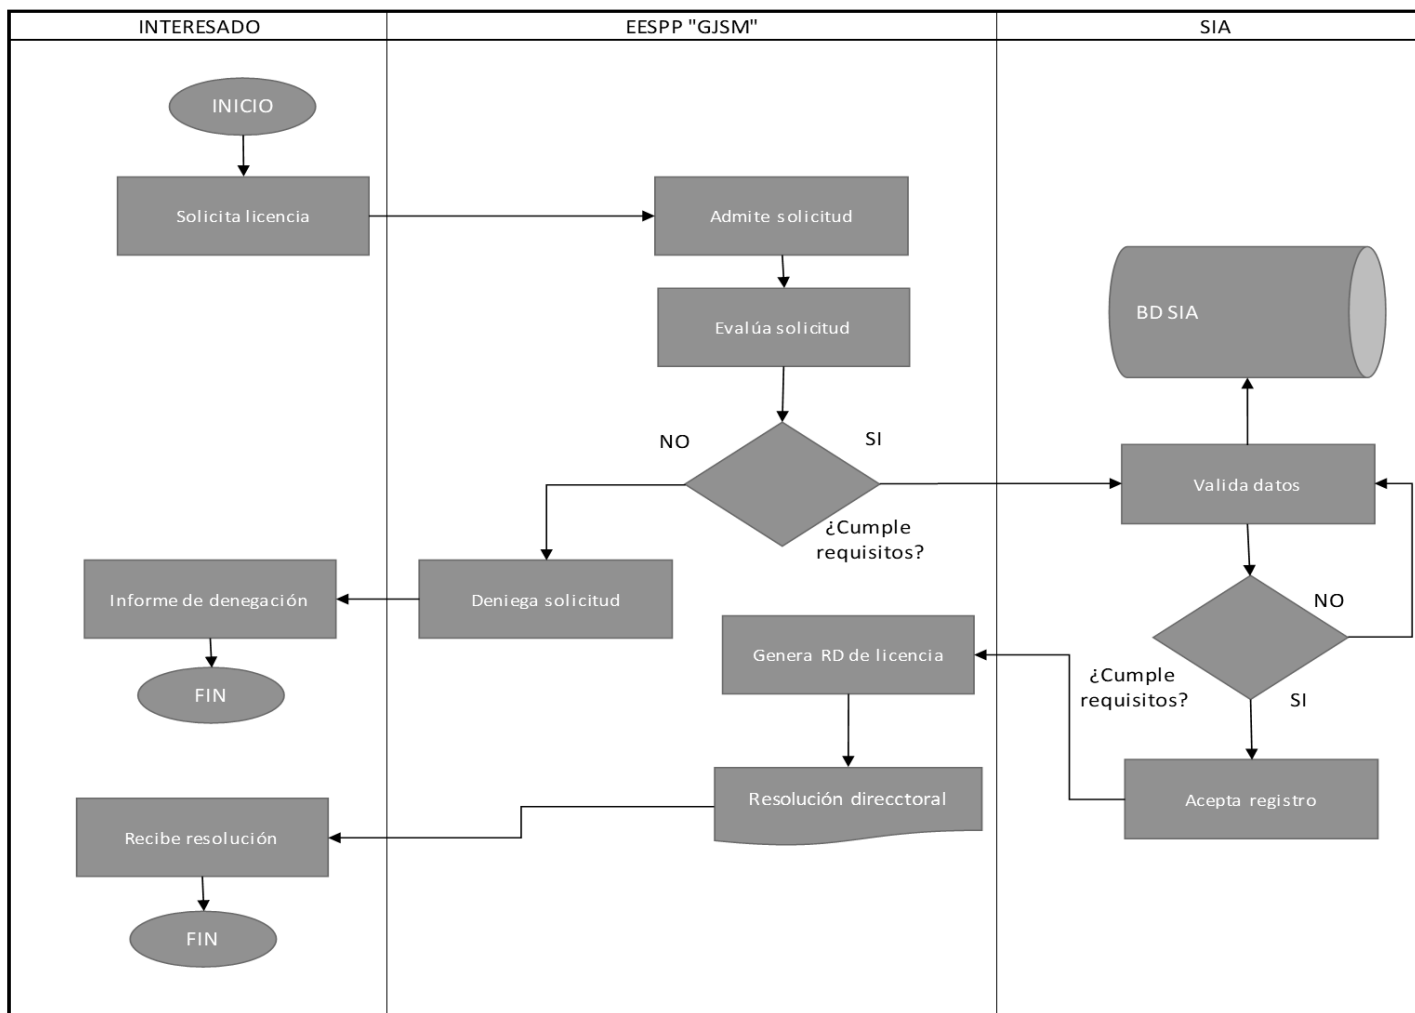 INTERESADO
EESPP "GJSM"
SIA
INICIO
Solicita licencia
Admite solicitud
Evalúa solicitud
BD SIA
NO
SI
¿Cumple
requisitos?
Valida datos
Informe de denegación
Deniega solicitud
NO
¿Cumple
requisitos?
SI
Genera RD de licencia
FIN
Acepta registro
Resolución direcctoral
Recibe resolución
FIN